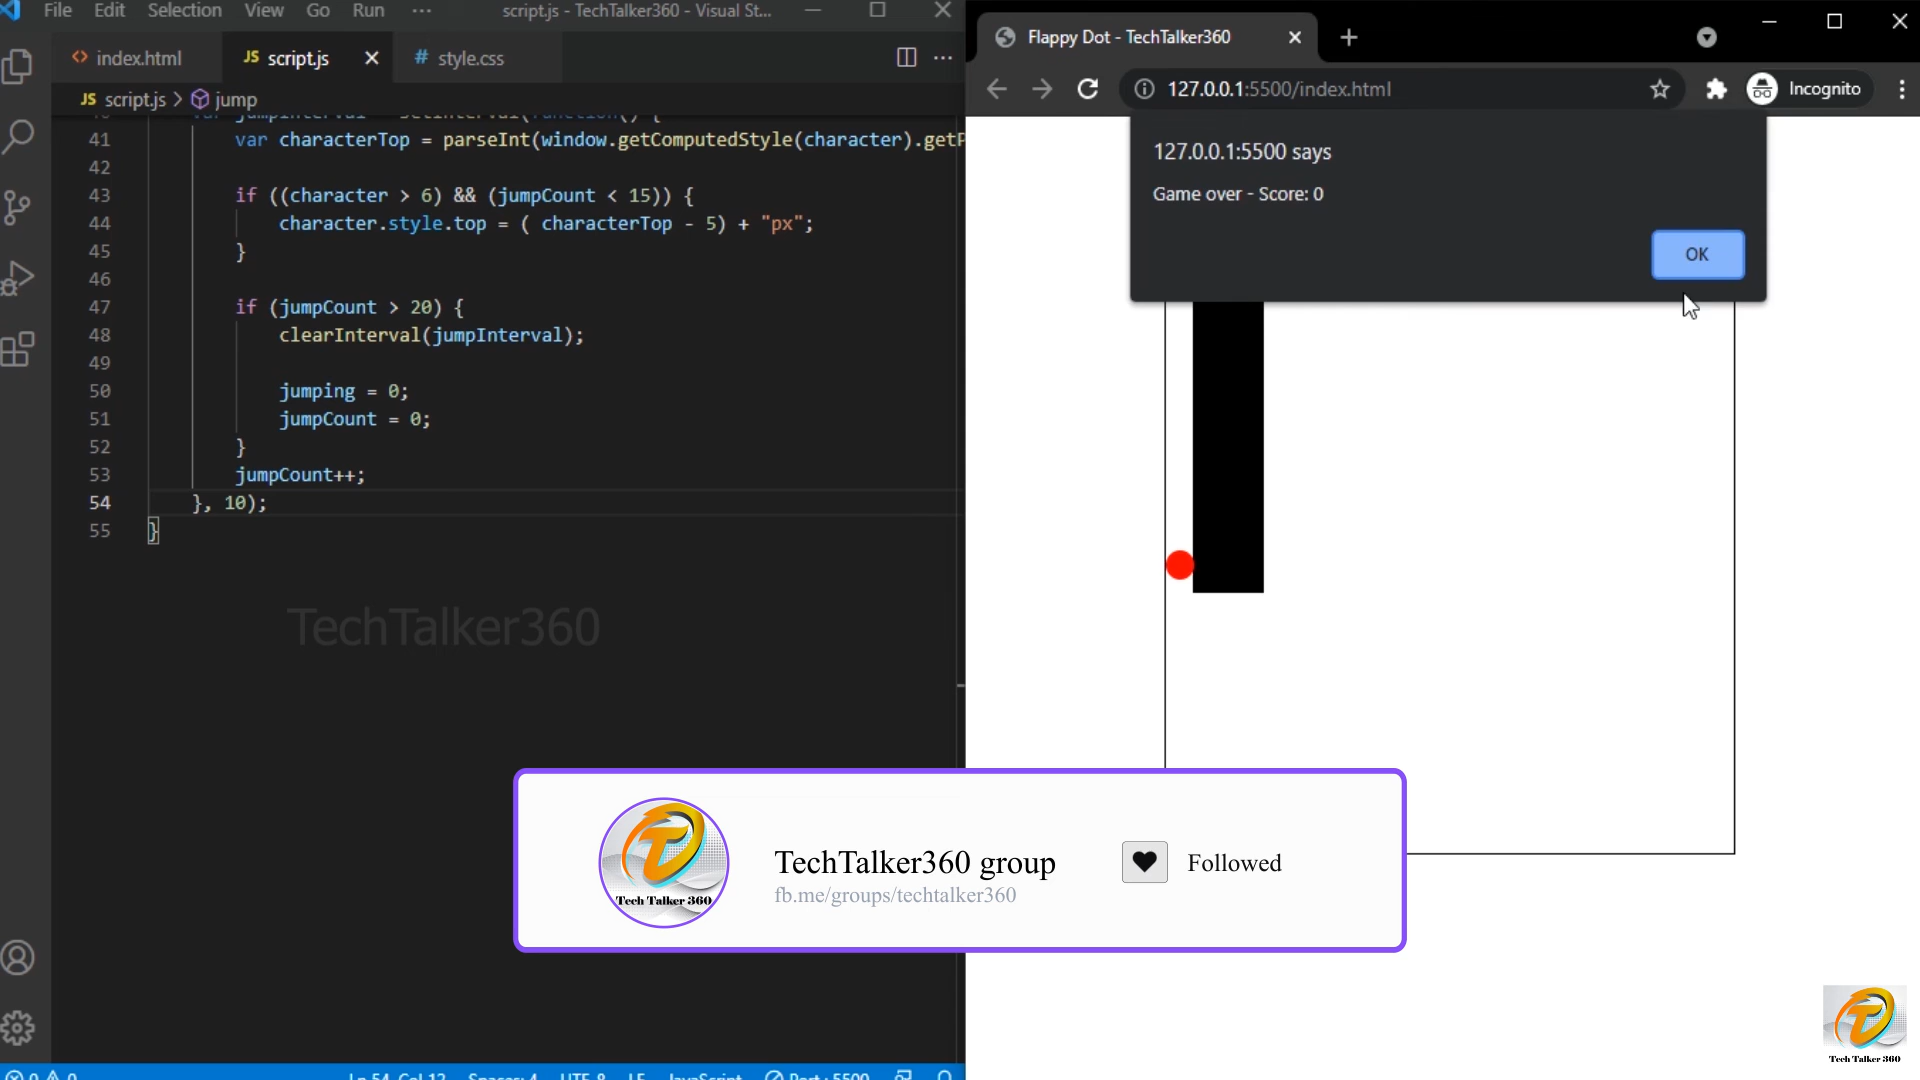 File Edit Selection View Go Run ··· script.js - TechTalker360 - Visual St...
index.html JS script.js # style.css
JS script.js > jump
41 var characterTop = parseInt(window.getComputedStyle(character).getP
42
43 if ((character > 6) && (jumpCount < 15)) {
44 character.style.top = ( characterTop - 5) + "px";
45 }
46
47 if (jumpCount > 20) {
48 clearInterval(jumpInterval);
49
50 jumping = 0;
51 jumpCount = 0;
52 }
53 jumpCount++;
54 }, 10);
55 }
TechTalker360
Flappy Dot - TechTalker360
127.0.0.1:5500/index.html
Incognito
127.0.0.1:5500 says
Game over - Score: 0
OK
Tech Talker 360
TechTalker360 group
fb.me/groups/techtalker360
Followed
Tech Talker 360